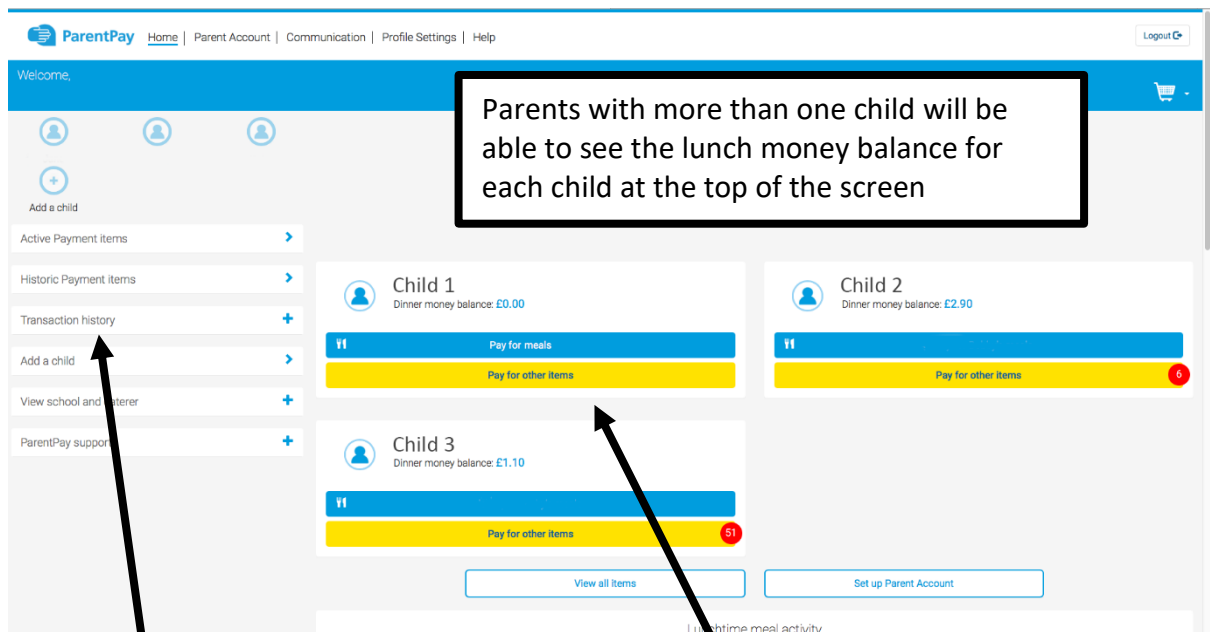 ParentPay Home | Parent Account | Communication | Profile Settings | Help
Logout
Welcome,
Parents with more than one child will be
able to see the lunch money balance for
each child at the top of the screen
Add a child
Active Payment items
Historic Payment items
Transaction history
Add a child
View school and caterer
ParentPay support
Child 1
Dinner money balance: £0.00
Pay for meals
Pay for other items
Child 2
Dinner money balance: £2.90
Pay for other items
6
Child 3
Dinner money balance: £1.10
Pay for other items
51
View all items
Set up Parent Account
Lunchtime meal activity